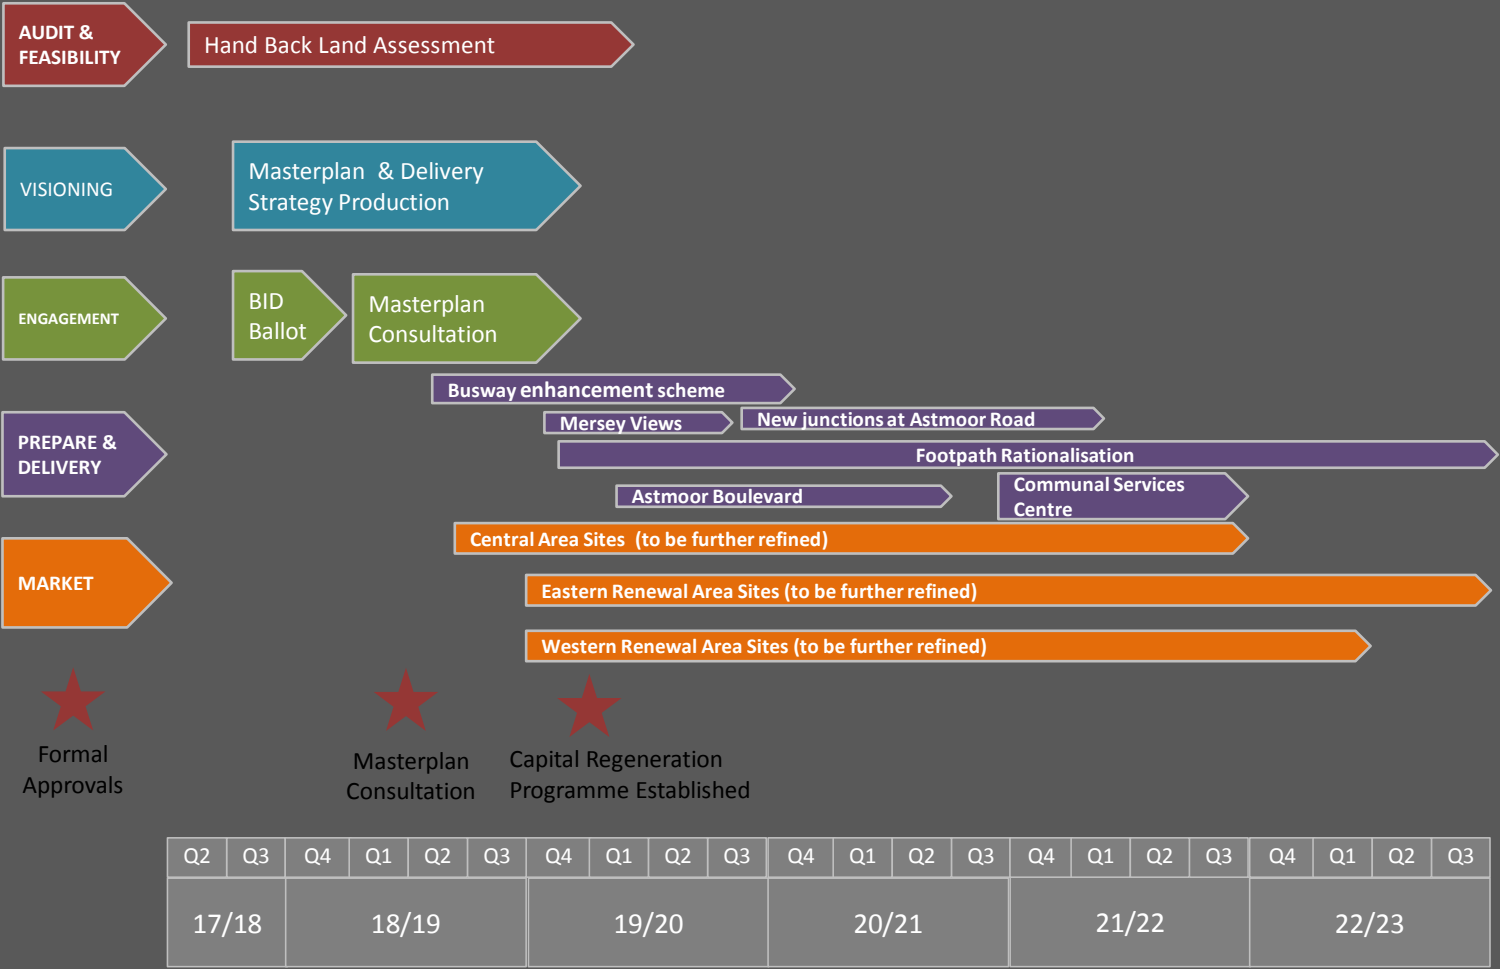 AUDIT &
FEASIBILITY
Hand Back Land Assessment
VISIONING
Masterplan & Delivery
Strategy Production
ENGAGEMENT
BID
Ballot
Masterplan
Consultation
PREPARE &
DELIVERY
Busway enhancement scheme
Mersey Views
New junctions at Astmoor Road
Footpath Rationalisation
Astmoor Boulevard
Communal Services
Centre
MARKET
Central Area Sites (to be further refined)
Eastern Renewal Area Sites (to be further refined)
Western Renewal Area Sites (to be further refined)
Formal
Approvals
Masterplan
Consultation
Capital Regeneration
Programme Established
Q2 Q3 Q4 Q1 Q2 Q3 Q4 Q1 Q2 Q3 Q4 Q1 Q2 Q3 Q4 Q1 Q2 Q3 Q4 Q1 Q2 Q3
17/18 18/19 19/20 20/21 21/22 22/23